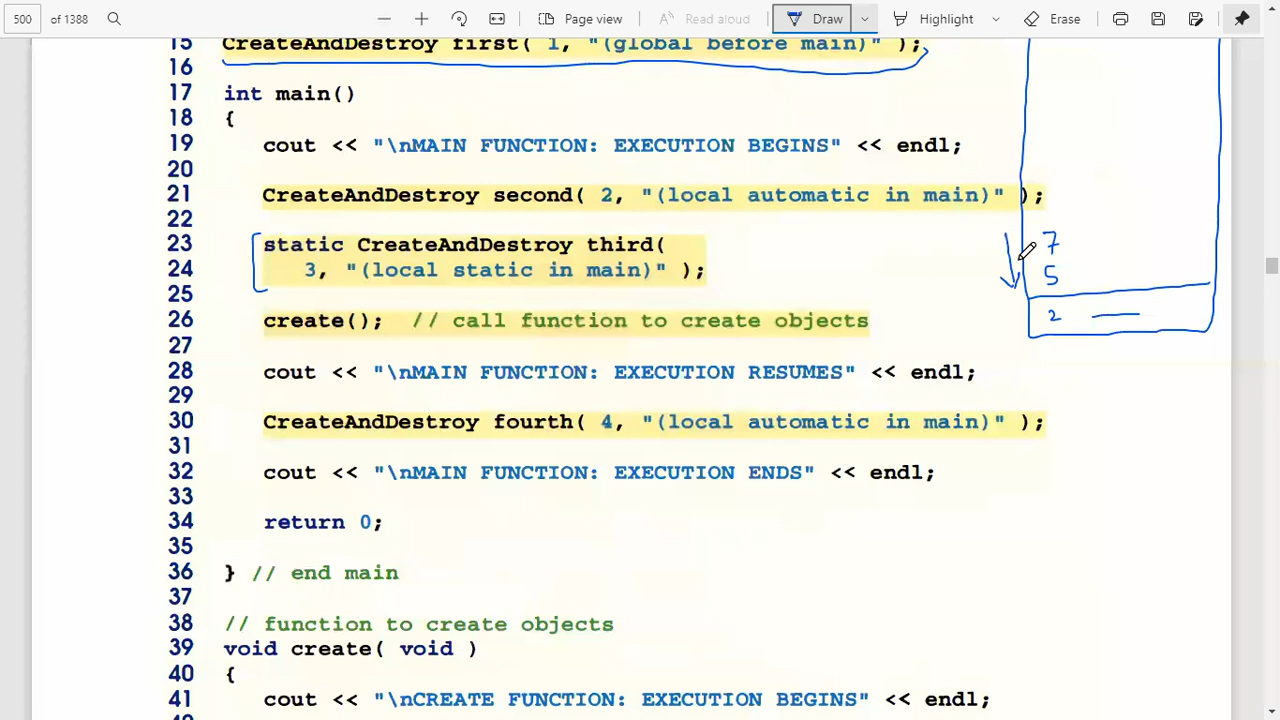 500 of 1388 Page view Read aloud Draw Highlight Erase
15 CreateAndDestroy first( 1, "(global before main)" );
16
17 int main()
18 {
19 cout << "\nMAIN FUNCTION: EXECUTION BEGINS" << endl;
20
21 CreateAndDestroy second( 2, "(local automatic in main)" );
22
23 static CreateAndDestroy third( 7
24 3, "(local static in main)" ); 5
25
26 create(); // call function to create objects 2
27
28 cout << "\nMAIN FUNCTION: EXECUTION RESUMES" << endl;
29
30 CreateAndDestroy fourth( 4, "(local automatic in main)" );
31
32 cout << "\nMAIN FUNCTION: EXECUTION ENDS" << endl;
33
34 return 0;
35
36 } // end main
37
38 // function to create objects
39 void create( void )
40 {
41 cout << "\nCREATE FUNCTION: EXECUTION BEGINS" << endl;